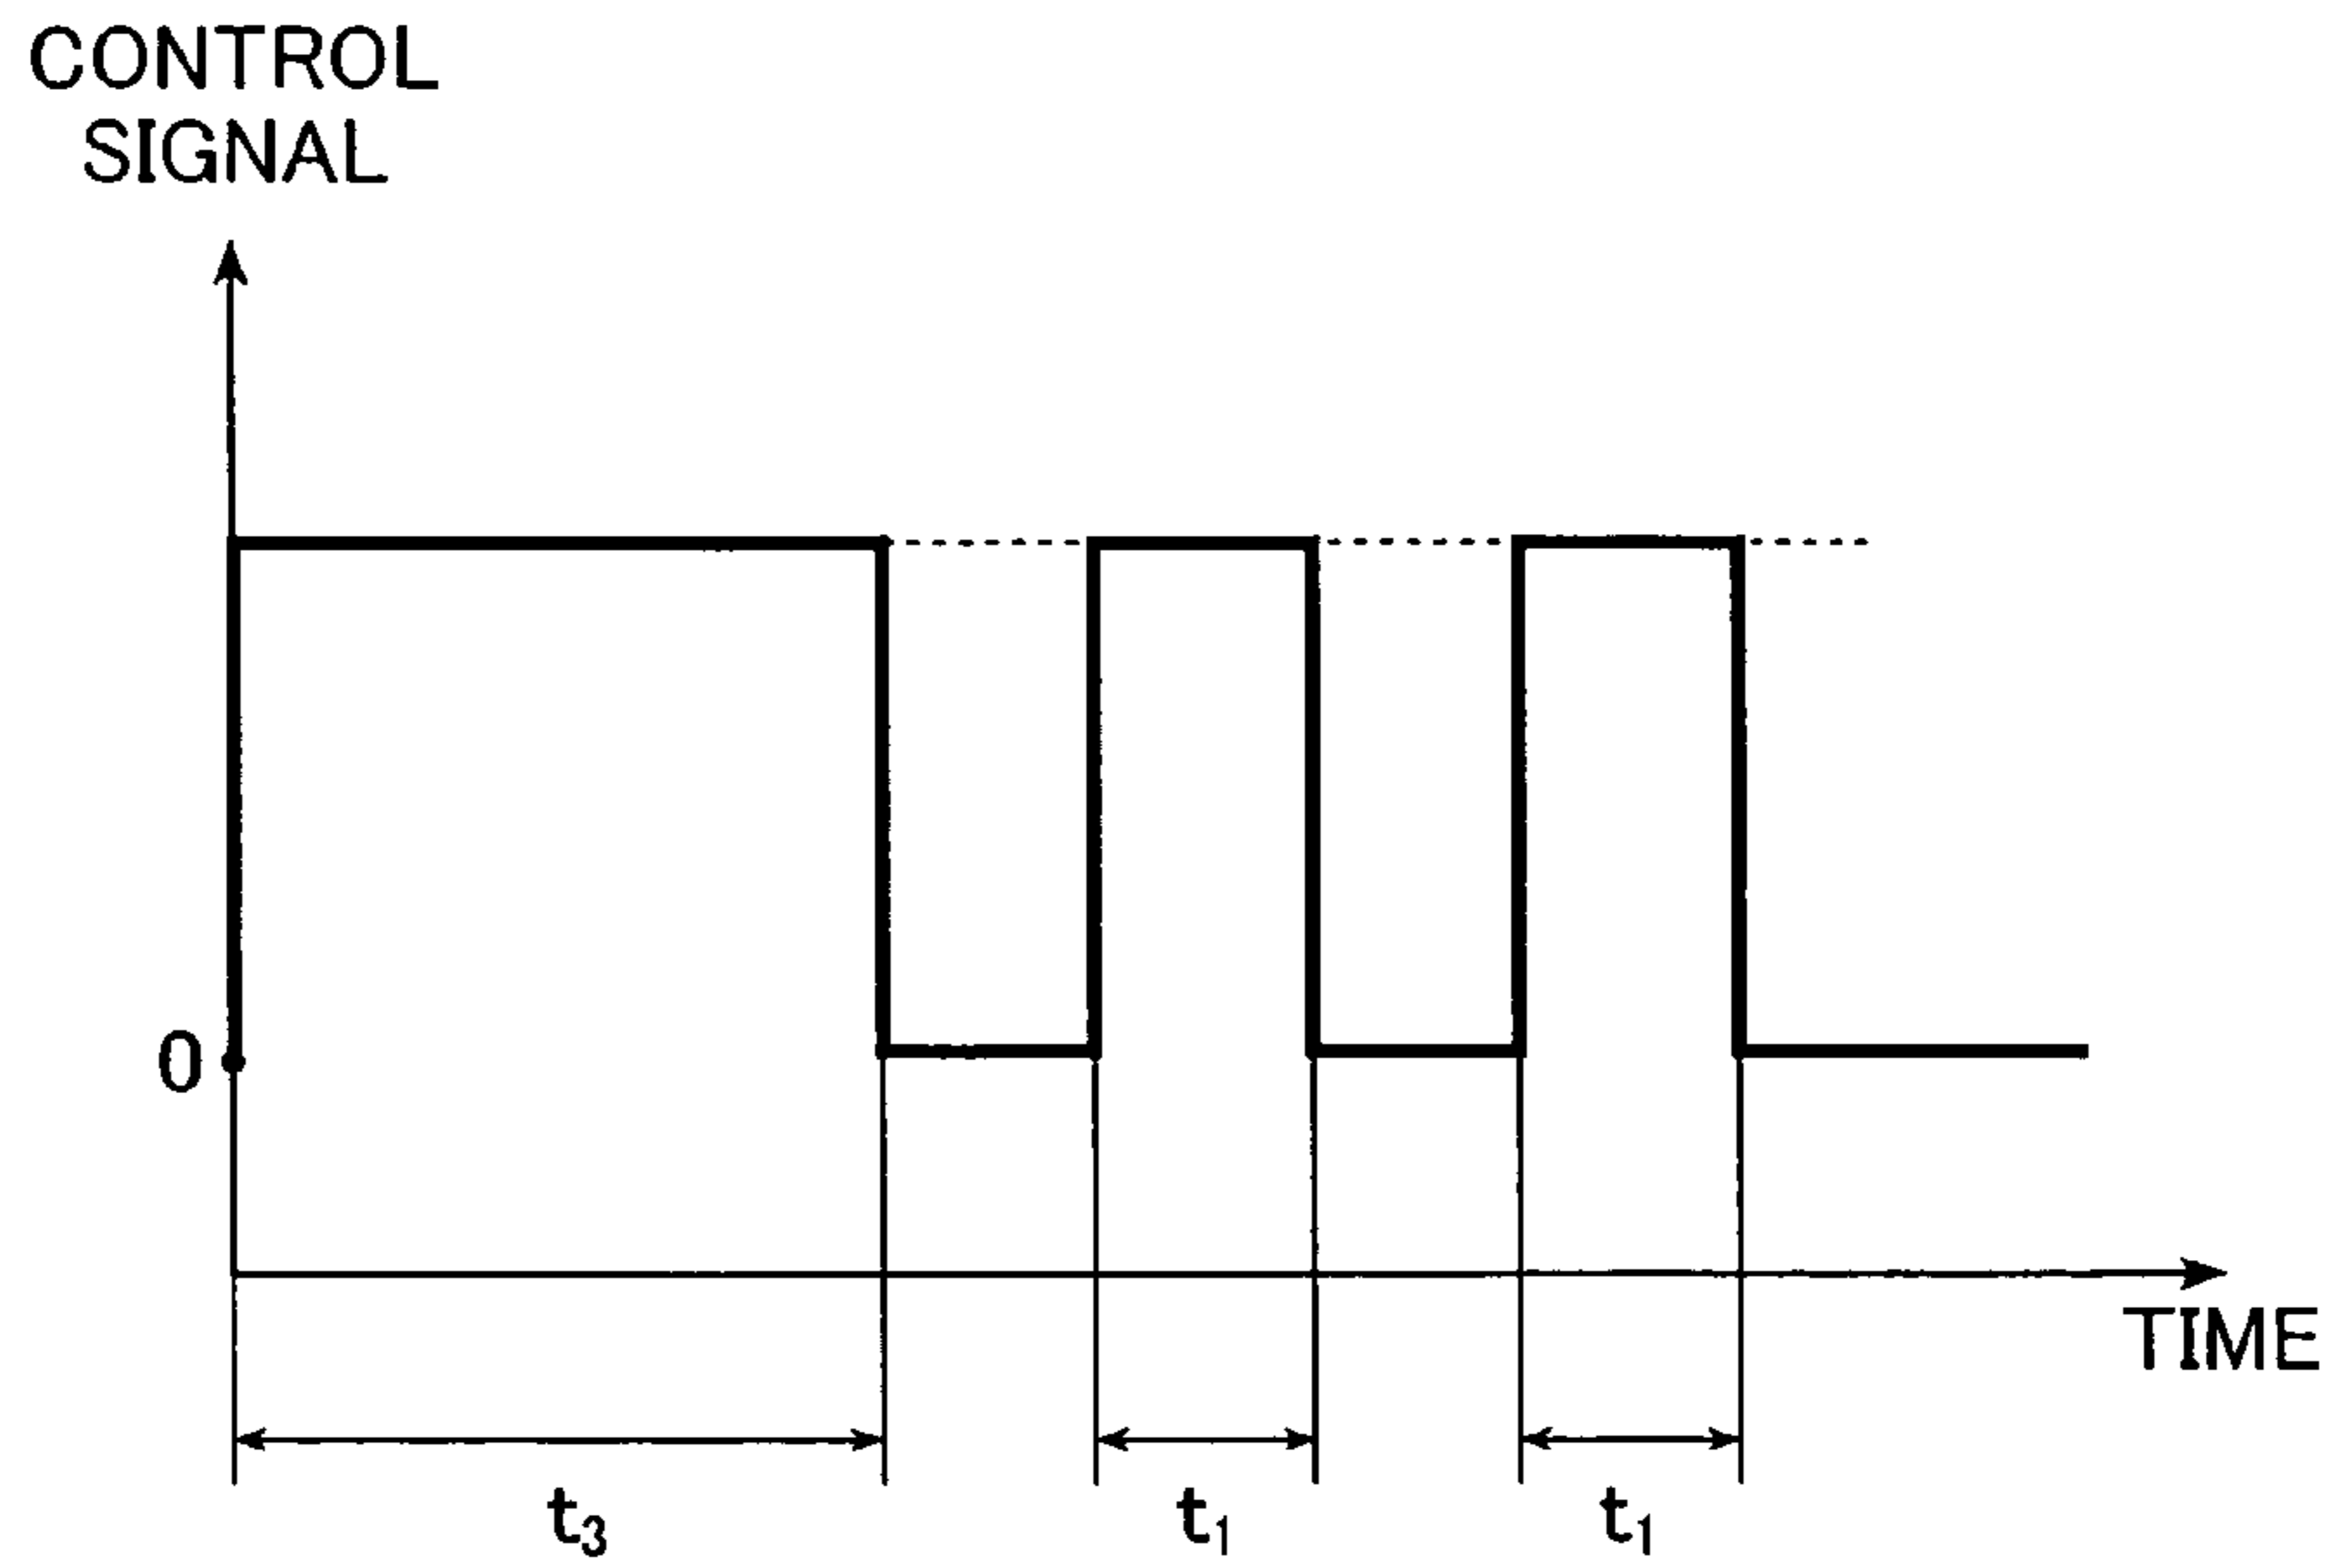 CONTROL
SIGNAL
0
TIME
t₃
t₁
t₁